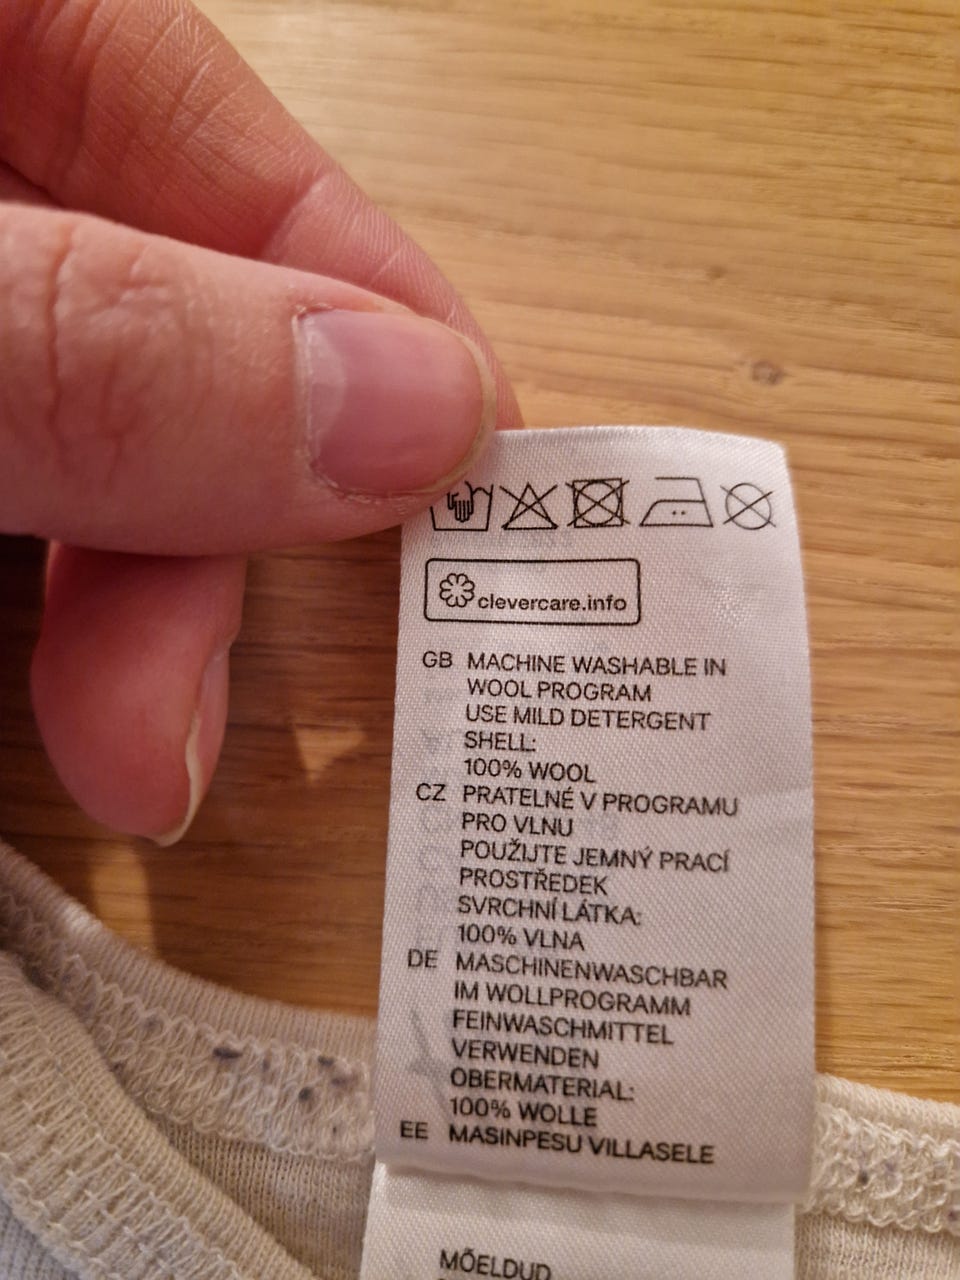 clevercare.info
GB MACHINE WASHABLE IN
WOOL PROGRAM
USE MILD DETERGENT
SHELL:
100% WOOL
CZ PRATELNÉ V PROGRAMU
PRO VLNU
POUŽIJTE JEMNÝ PRACÍ
PROSTŘEDEK
SVRCHNÍ LÁTKA:
100% VLNA
DE MASCHINENWASCHBAR
IM WOLLPROGRAMM
FEINWASCHMITTEL
VERWENDEN
OBERMATERIAL:
100% WOLLE
EE MASINPESU VILLASELE
MÕELDUD